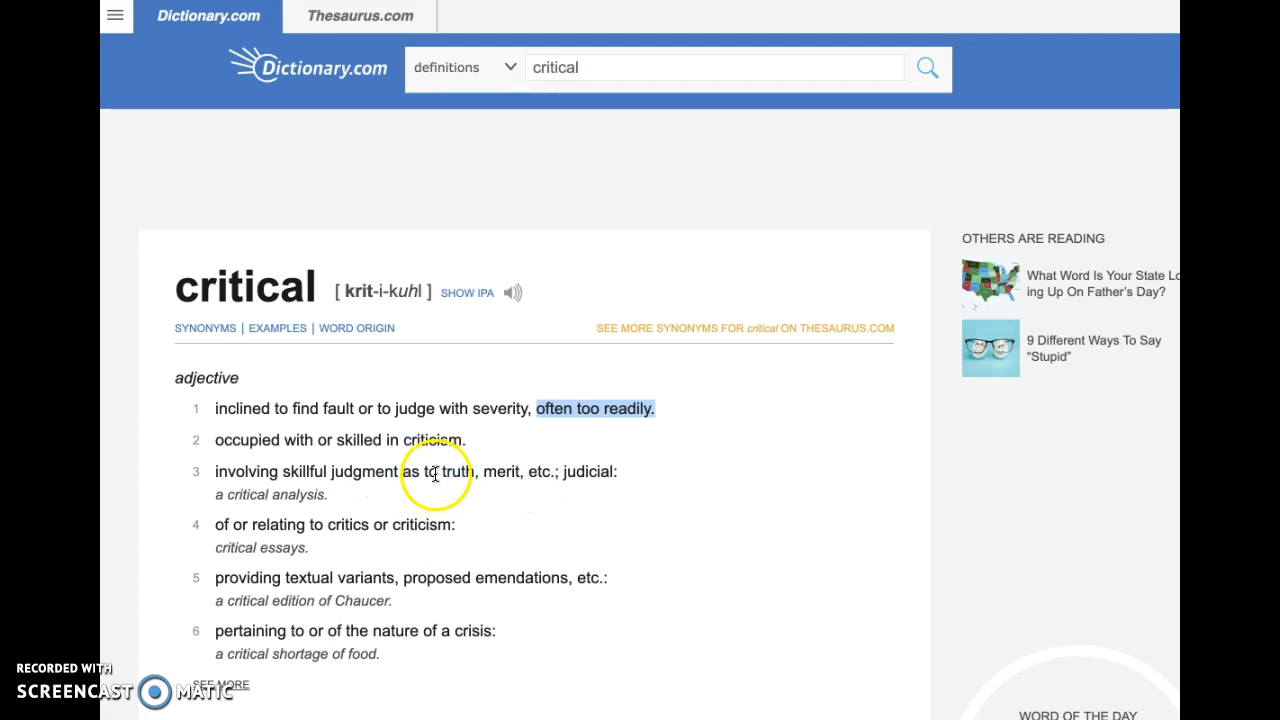 Dictionary.com Thesaurus.com
Dictionary.com definitions critical
critical [ krit-i-kuhl ] SHOW IPA
SYNONYMS | EXAMPLES | WORD ORIGIN SEE MORE SYNONYMS FOR critical ON THESAURUS.COM
adjective
1 inclined to find fault or to judge with severity, often too readily.
2 occupied with or skilled in criticism.
3 involving skillful judgment as to truth, merit, etc.; judicial:
a critical analysis.
4 of or relating to critics or criticism:
critical essays.
5 providing textual variants, proposed emendations, etc.:
a critical edition of Chaucer.
6 pertaining to or of the nature of a crisis:
a critical shortage of food.
SEE MORE
OTHERS ARE READING
What Word Is Your State Lo
ing Up On Father's Day?
9 Different Ways To Say
“Stupid”
WORD OF THE DAY
RECORDED WITH
SCREENCAST MATIC